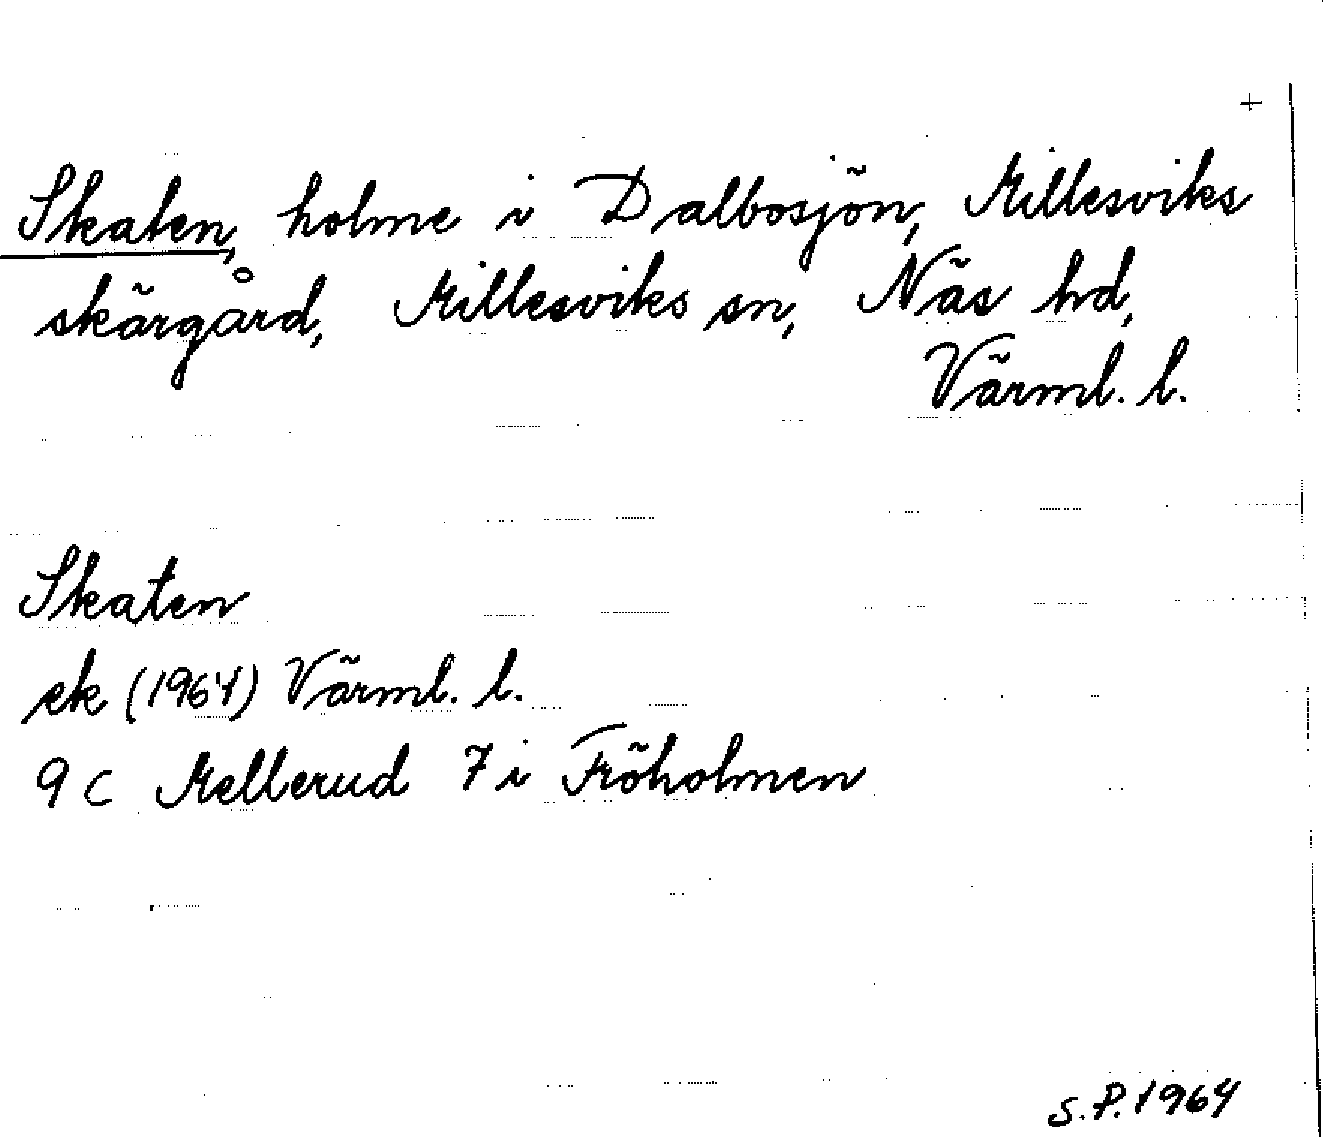 +
Skaten, holme i Dalbosjön, Millesviks
skärgård, Millesviks sn, Näs hd,
Värml. l.
Skaten
ek (1964) Värml. l.
9 c Mellerud 7 i Fröholmen
S.P. 1964